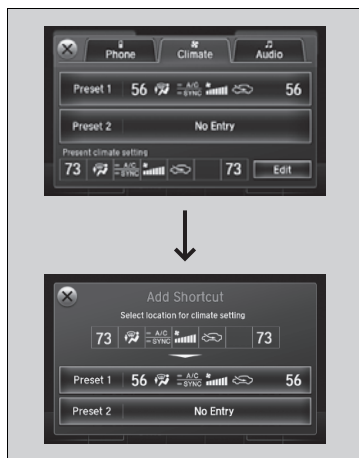 Phone Climate Audio
Preset 1 56 A/C SYNC 56
Preset 2 No Entry
Present climate setting
73 A/C SYNC 73 Edit
Add Shortcut
Select location for climate setting
73 A/C SYNC 73
Preset 1 56 A/C SYNC 56
Preset 2 No Entry